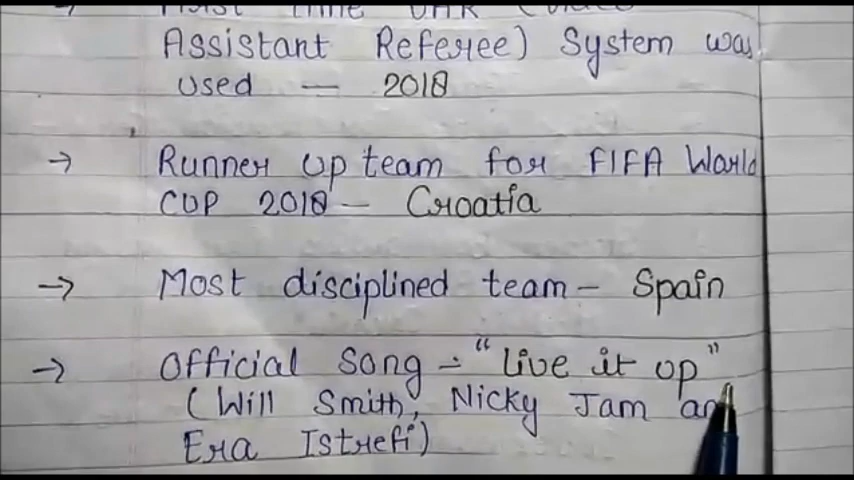 Assistant Referee) System was
used — 2018
→ Runner up team for FIFA World
CUP 2018 — Croatia
→ Most disciplined team - Spain
→ Official Song - "live it up"
(Will Smith, Nicky Jam
Era Istrefi)